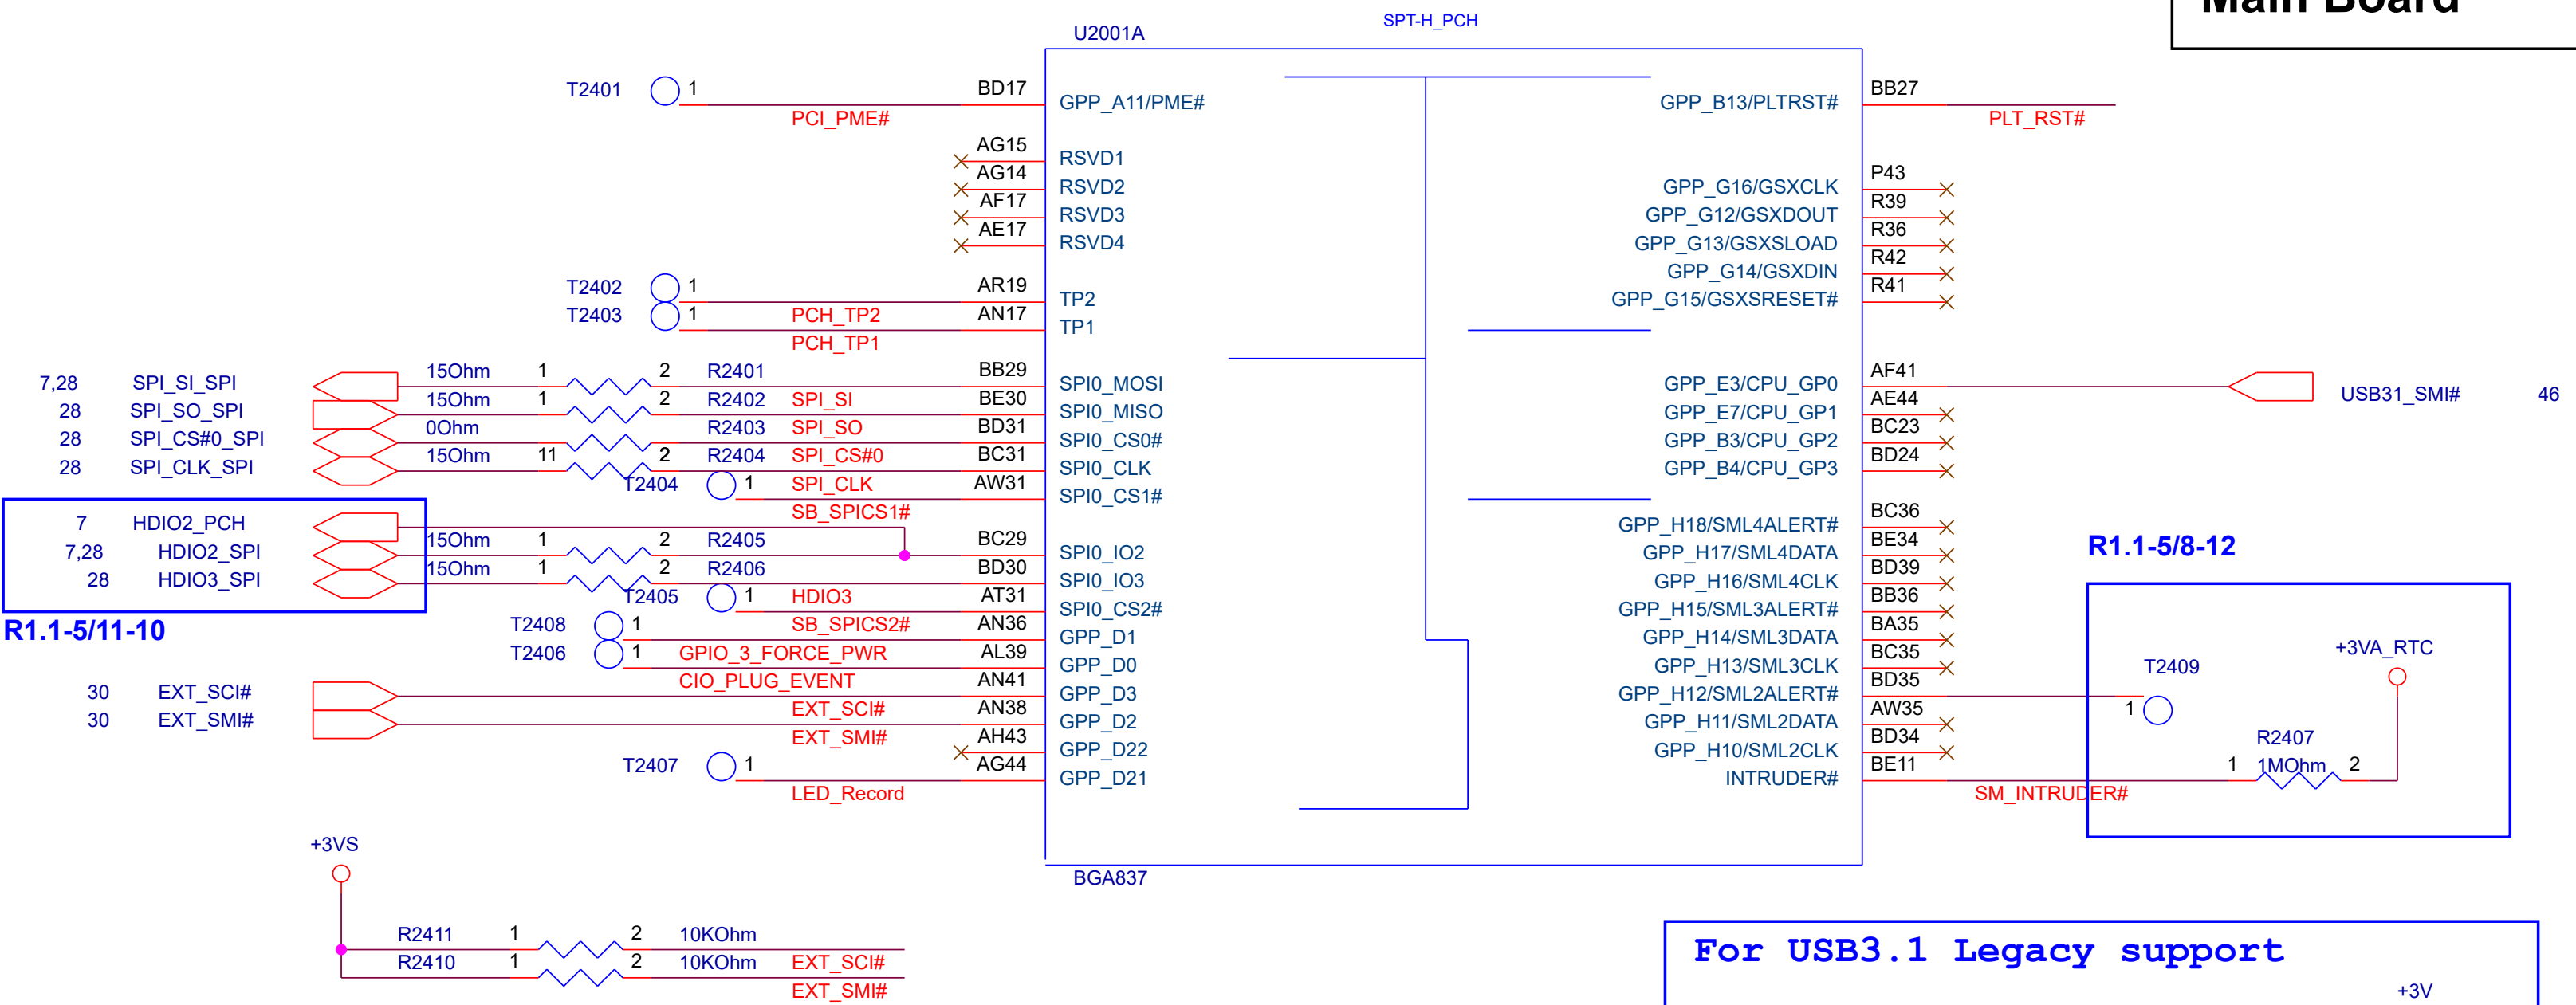 Main Board
SPT-H_PCH
U2001A
T2401 1 BD17 GPP_A11/PME# GPP_B13/PLTRST# BB27
PCI_PME# PLT_RST#
AG15 RSVD1
AG14 RSVD2 GPP_G16/GSXCLK P43
AF17 RSVD3 GPP_G12/GSXDOUT R39
AE17 RSVD4 GPP_G13/GSXSLOAD R36
GPP_G14/GSXDIN R42
T2402 1 AR19 TP2 GPP_G15/GSXSRESET# R41
PCH_TP2
T2403 1 AN17 TP1
PCH_TP1
7,28 SPI_SI_SPI 15Ohm 1 2 R2401 BB29 SPI0_MOSI GPP_E3/CPU_GP0 AF41 USB31_SMI# 46
SPI_SI
28 SPI_SO_SPI 15Ohm 1 2 R2402 BE30 SPI0_MISO GPP_E7/CPU_GP1 AE44
SPI_SO
28 SPI_CS#0_SPI 0Ohm R2403 BD31 SPI0_CS0# GPP_B3/CPU_GP2 BC23
SPI_CS#0
28 SPI_CLK_SPI 15Ohm 11 2 R2404 BC31 SPI0_CLK GPP_B4/CPU_GP3 BD24
SPI_CLK
T2404 1 AW31 SPI0_CS1#
SB_SPICS1#
7 HDIO2_PCH GPP_H18/SML4ALERT# BC36
7,28 HDIO2_SPI 15Ohm 1 2 R2405 BC29 SPI0_IO2 GPP_H17/SML4DATA BE34
R1.1-5/8-12
28 HDIO3_SPI 15Ohm 1 2 R2406 BD30 SPI0_IO3 GPP_H16/SML4CLK BD39
HDIO3
T2405 1 AT31 SPI0_CS2# GPP_H15/SML3ALERT# BB36
SB_SPICS2#
R1.1-5/11-10
T2408 1 AN36 GPP_D1 GPP_H14/SML3DATA BA35
GPIO_3_FORCE_PWR +3VA_RTC
T2406 1 AL39 GPP_D0 GPP_H13/SML3CLK BC35
CIO_PLUG_EVENT T2409
30 EXT_SCI# AN41 GPP_D3 GPP_H12/SML2ALERT# BD35 1
EXT_SCI#
30 EXT_SMI# AN38 GPP_D2 GPP_H11/SML2DATA AW35
EXT_SMI# R2407
AH43 GPP_D22 GPP_H10/SML2CLK BD34
T2407 1 AG44 GPP_D21 INTRUDER# BE11 1 1MOhm 2
LED_Record SM_INTRUDER#
+3VS
BGA837
R2411 1 2 10KOhm
EXT_SCI#
R2410 1 2 10KOhm
EXT_SMI#
For USB3.1 Legacy support
+3V